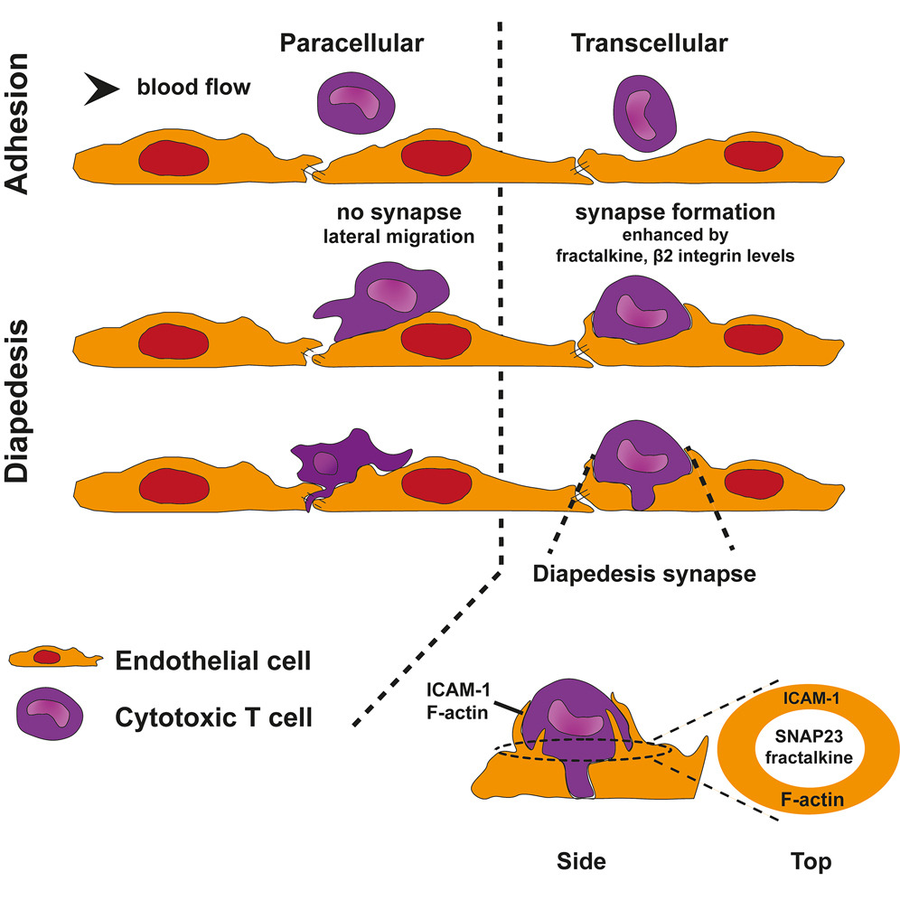 Paracellular
Transcellular
Adhesion
blood flow
no synapse
lateral migration
synapse formation
enhanced by
fractalkine, β2 integrin levels
Diapedesis
Diapedesis synapse
Endothelial cell
Cytotoxic T cell
ICAM-1
F-actin
ICAM-1
SNAP23
fractalkine
F-actin
Side
Top